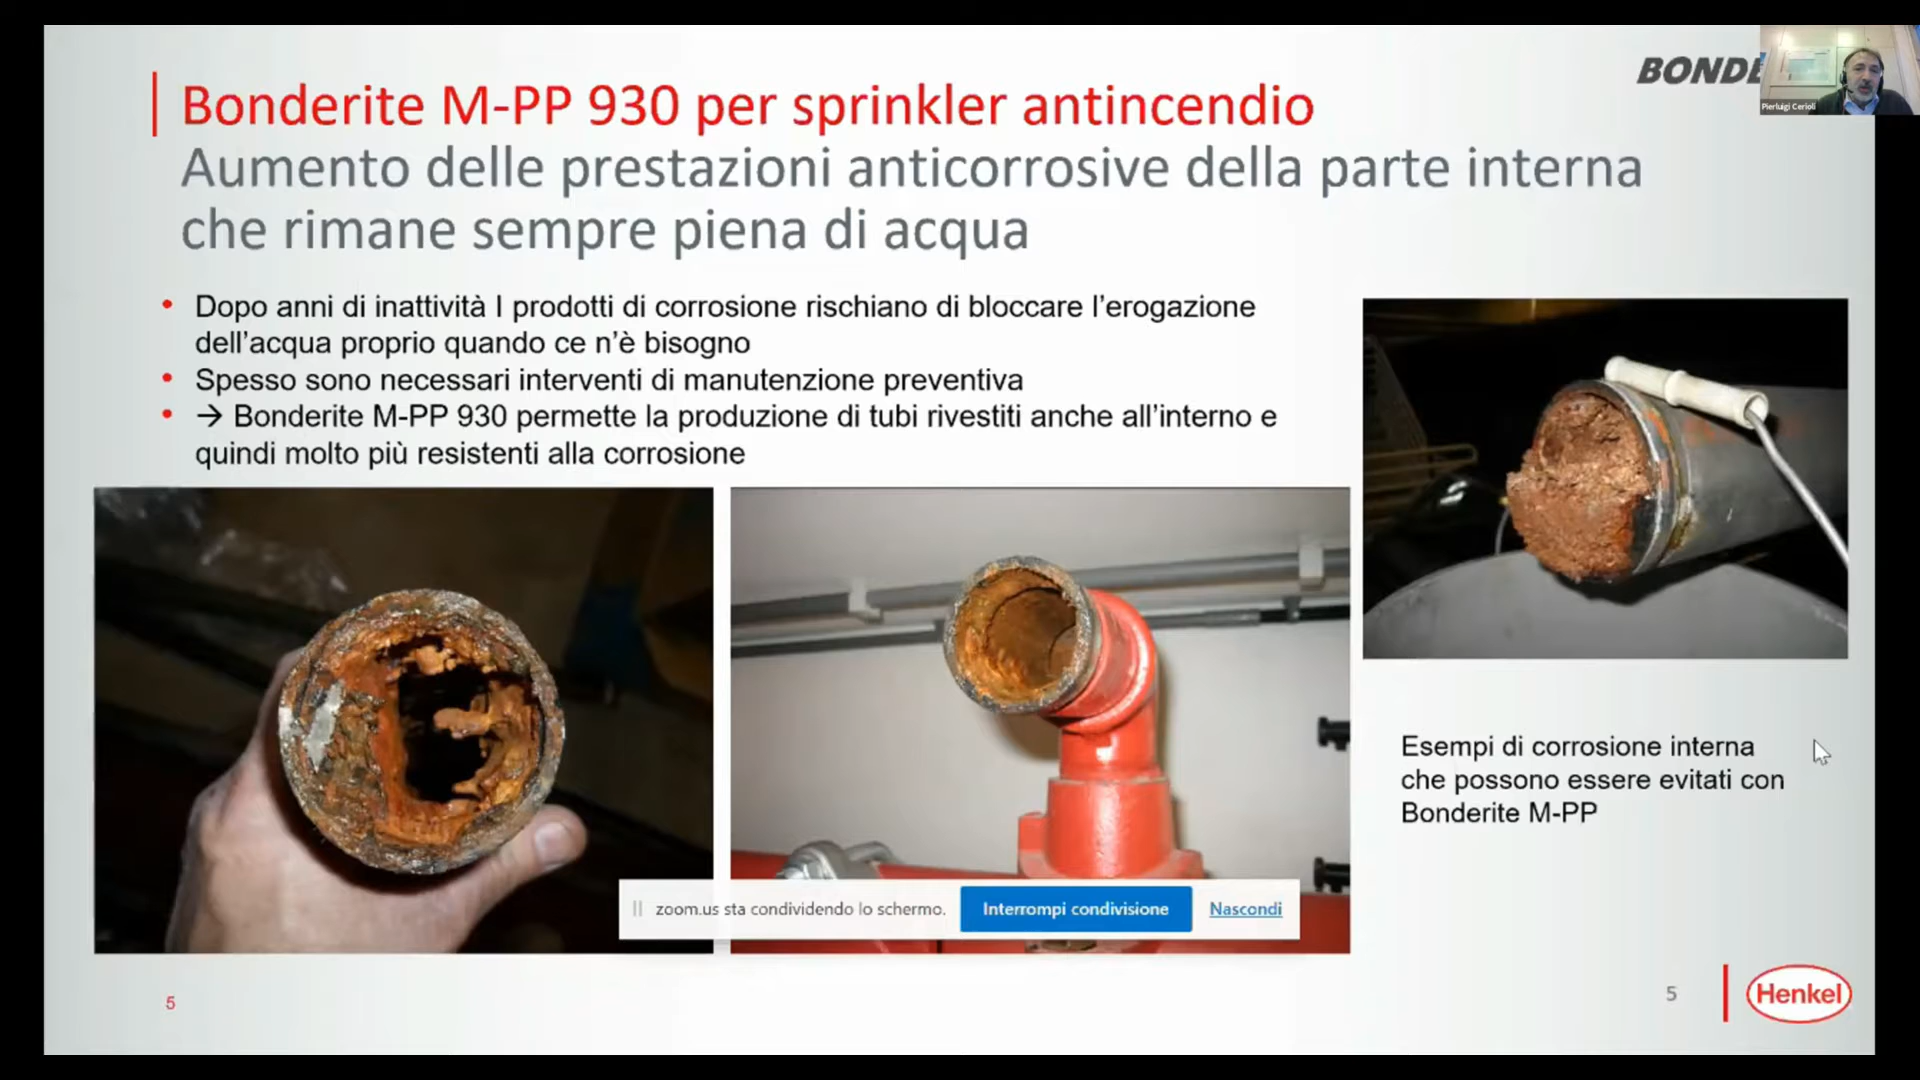 BONDE
Pierluigi Cerioli
Bonderite M-PP 930 per sprinkler antincendio
Aumento delle prestazioni anticorrosive della parte interna
che rimane sempre piena di acqua
• Dopo anni di inattività I prodotti di corrosione rischiano di bloccare l'erogazione
dell'acqua proprio quando ce n'è bisogno
• Spesso sono necessari interventi di manutenzione preventiva
• → Bonderite M-PP 930 permette la produzione di tubi rivestiti anche all'interno e
quindi molto più resistenti alla corrosione
Esempi di corrosione interna
che possono essere evitati con
Bonderite M-PP
zoom.us sta condividendo lo schermo. Interrompi condivisione Nascondi
5
5
Henkel